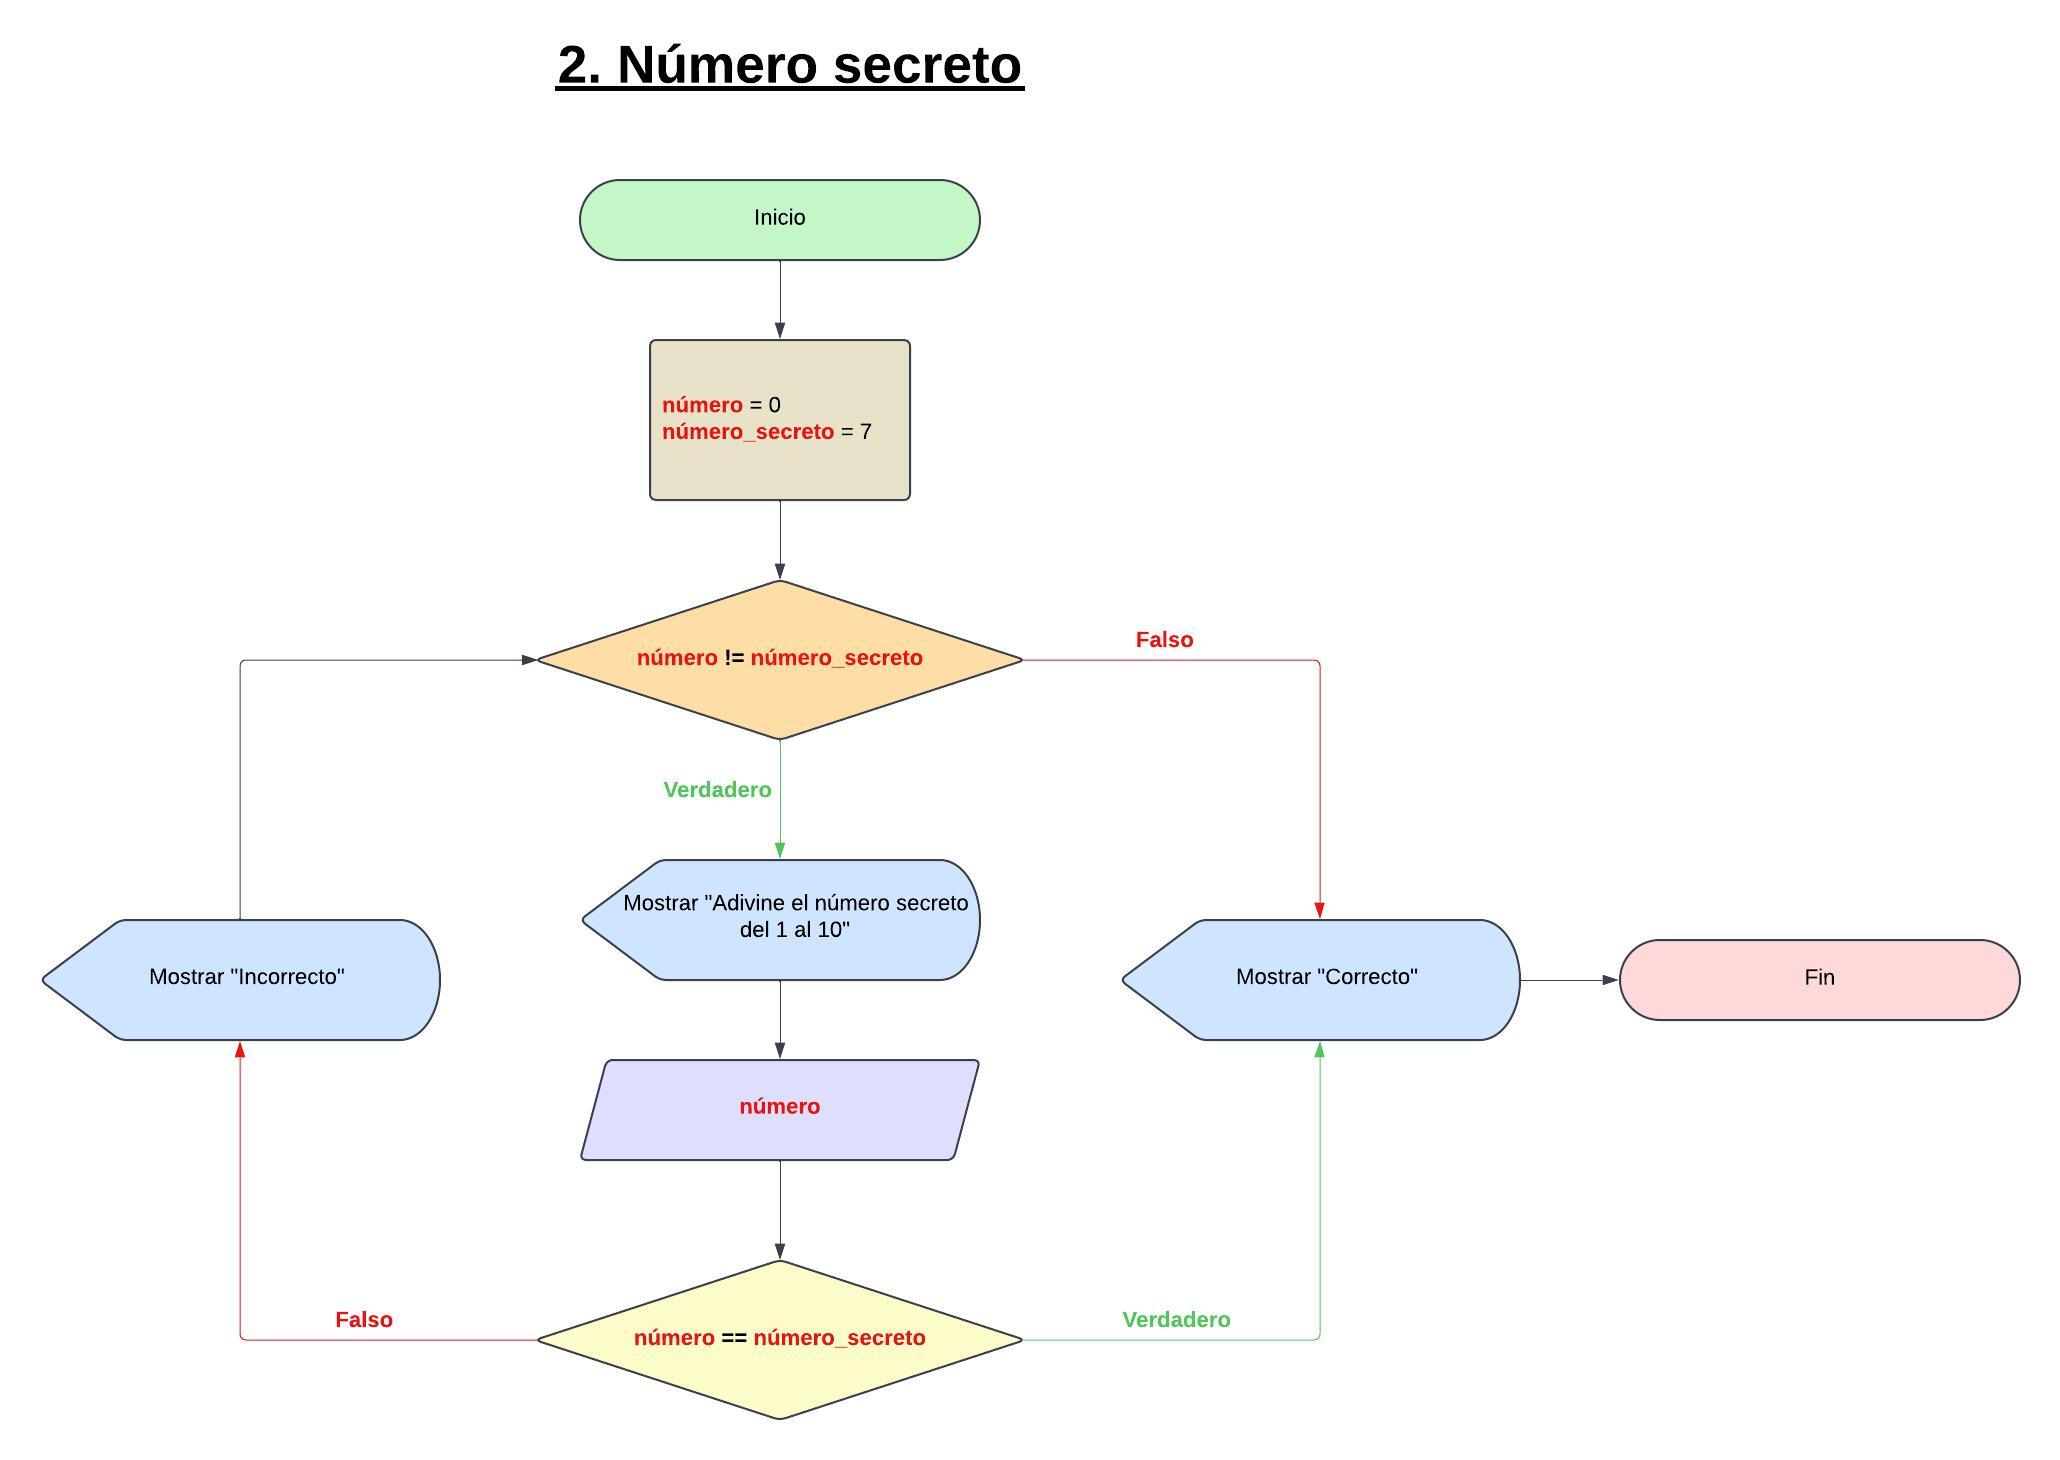 2. Número secreto
Inicio
número = 0
número_secreto = 7
número != número_secreto
Falso
Verdadero
Mostrar "Adivine el número secreto
del 1 al 10"
Mostrar "Incorrecto"
Mostrar "Correcto"
Fin
número
Falso
número == número_secreto
Verdadero